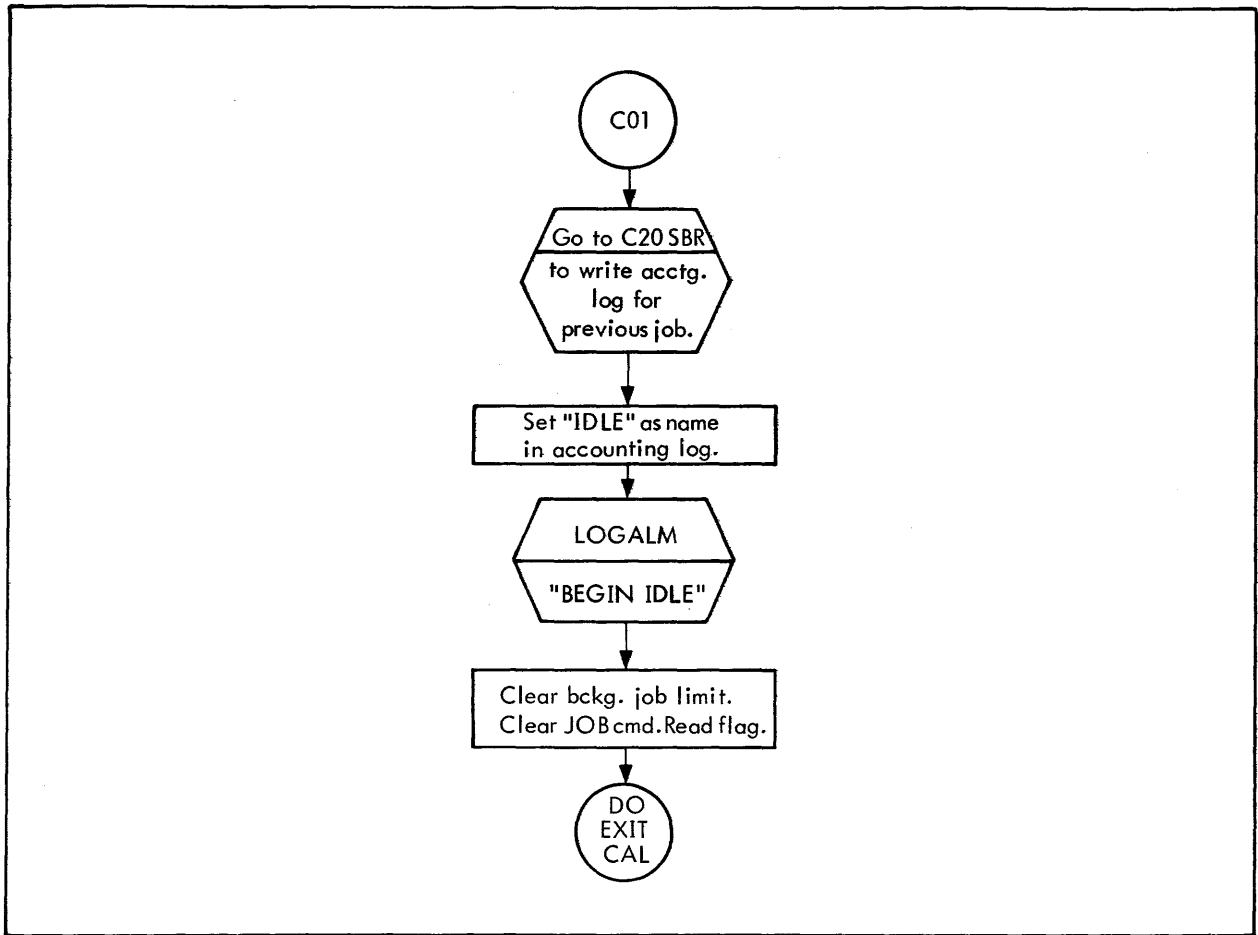 C01
Go to C20 SBR
to write acctg.
log for
previous job.
Set "IDLE" as name
in accounting log.
LOGALM
"BEGIN IDLE"
Clear bckg. job limit.
Clear JOB cmd. Read flag.
DO
EXIT
CAL